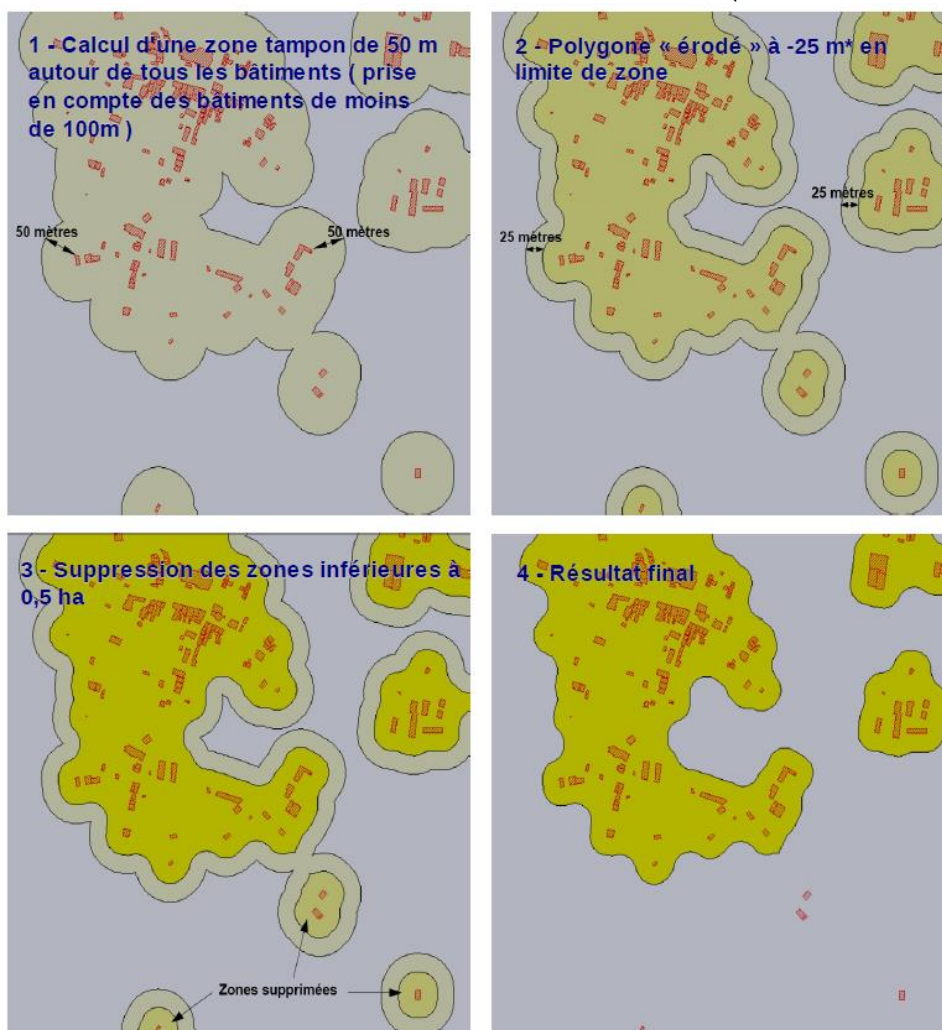 1 - Calcul d'une zone tampon de 50 m
autour de tous les bâtiments ( prise
en compte des bâtiments de moins
de 100m )
50 mètres
50 mètres
2 - Polygone « érodé » à -25 m* en
limite de zone
25 mètres
25 mètres
3 - Suppression des zones inférieures à
0,5 ha
Zones supprimées
4 - Résultat final